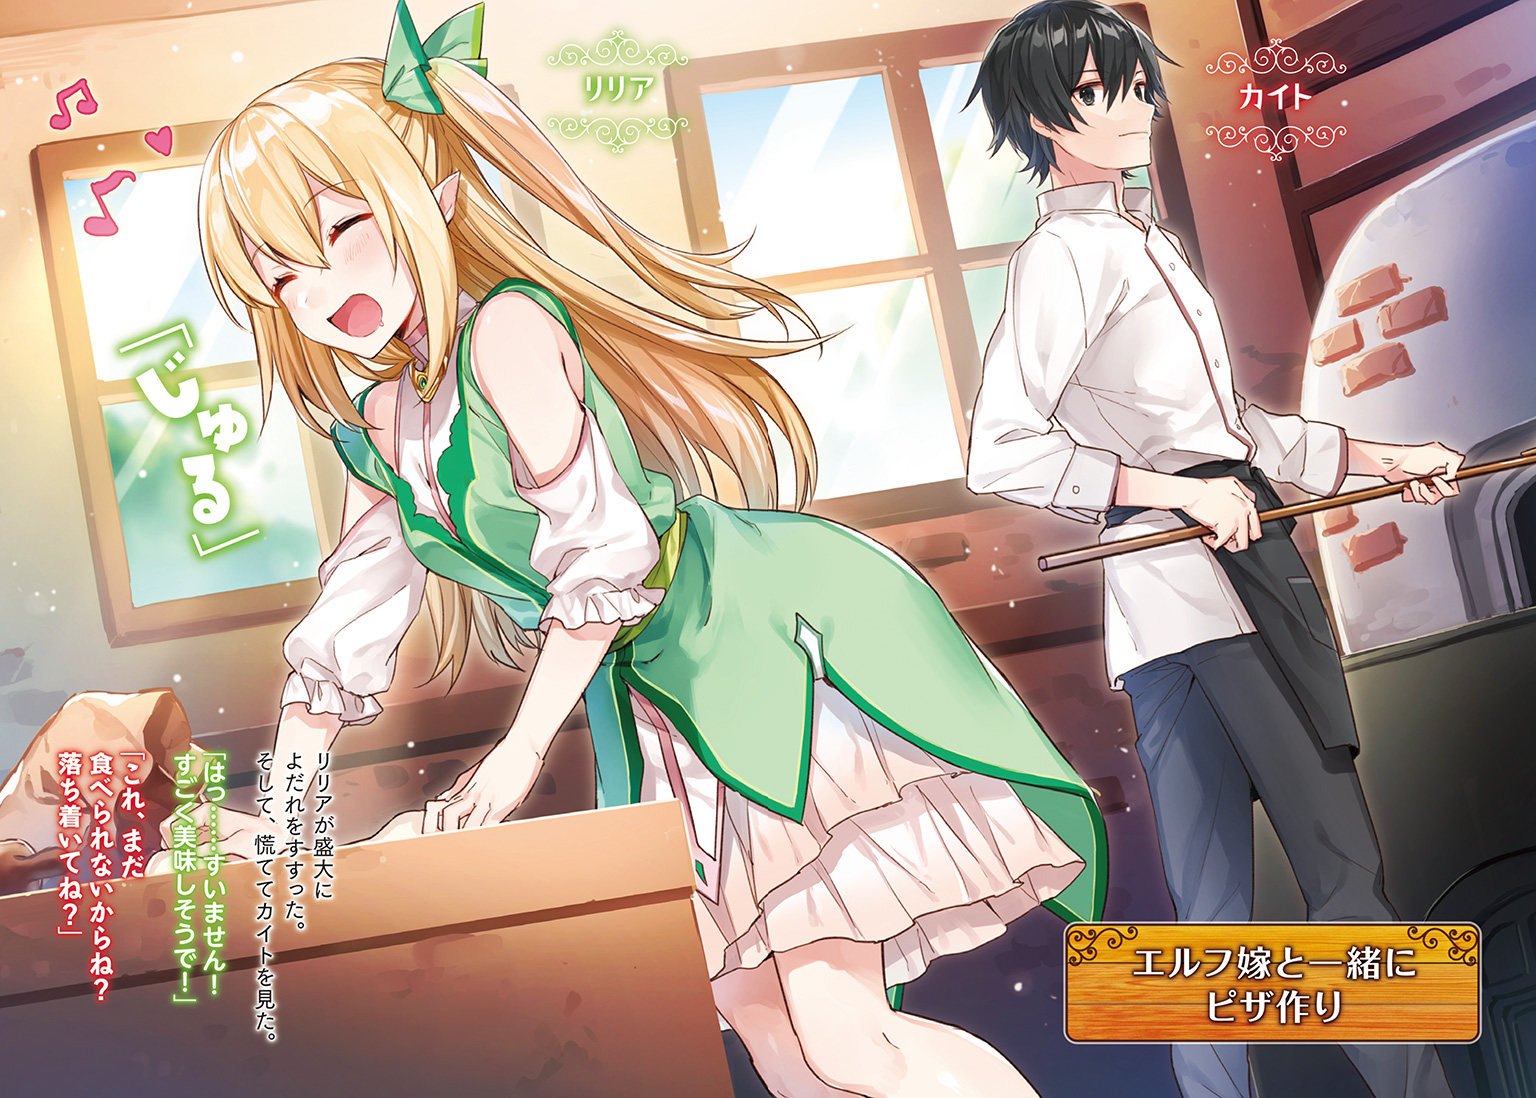 カイト
リリア
「じゅる」
リリアが盛大に
よだれをすすった。
そして、慌ててカイトを見た。
「はっ……すいません!
すごく美味しそうで!」
「これ、まだ
食べられないからね?
落ち着いてね?」
エルフ嫁と一緒に
ピザ作り